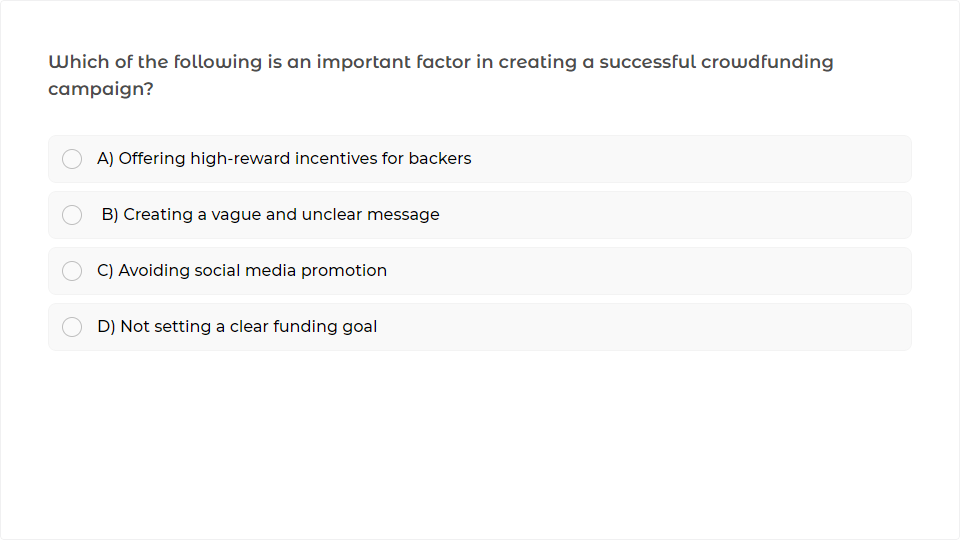 Which of the following is an important factor in creating a successful crowdfunding
campaign?
A) Offering high-reward incentives for backers
B) Creating a vague and unclear message
C) Avoiding social media promotion
D) Not setting a clear funding goal